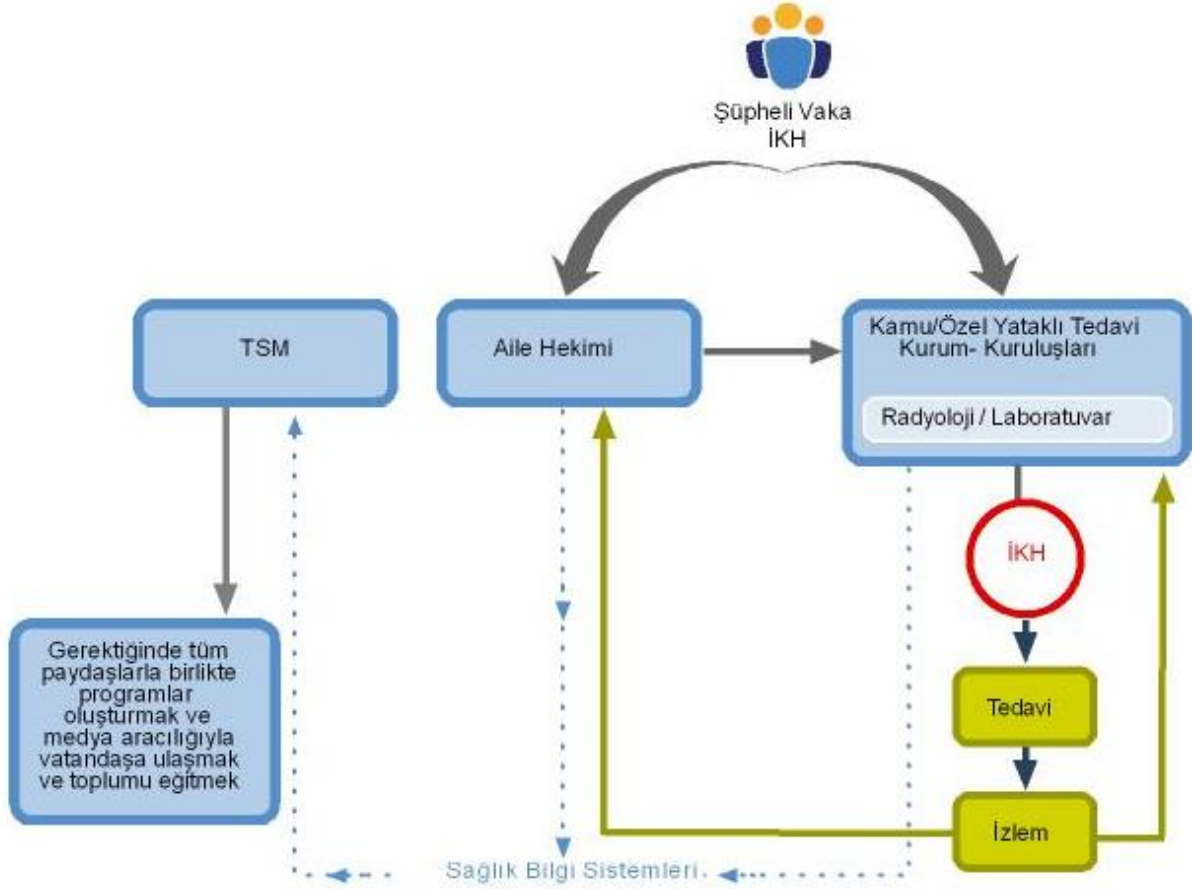 Şüpheli Vaka
İKH
TSM
Aile Hekimi
Kamu/Özel Yataklı Tedavi
Kurum- Kuruluşları
Radyoloji / Laboratuvar
İKH
Gerektiğinde tüm
paydaşlarla birlikte
programlar
oluşturmak ve
medya aracılığıyla
vatandaşa ulaşmak
ve toplumu eğitmek
Tedavi
İzlem
Sağlık Bilgi Sistemleri